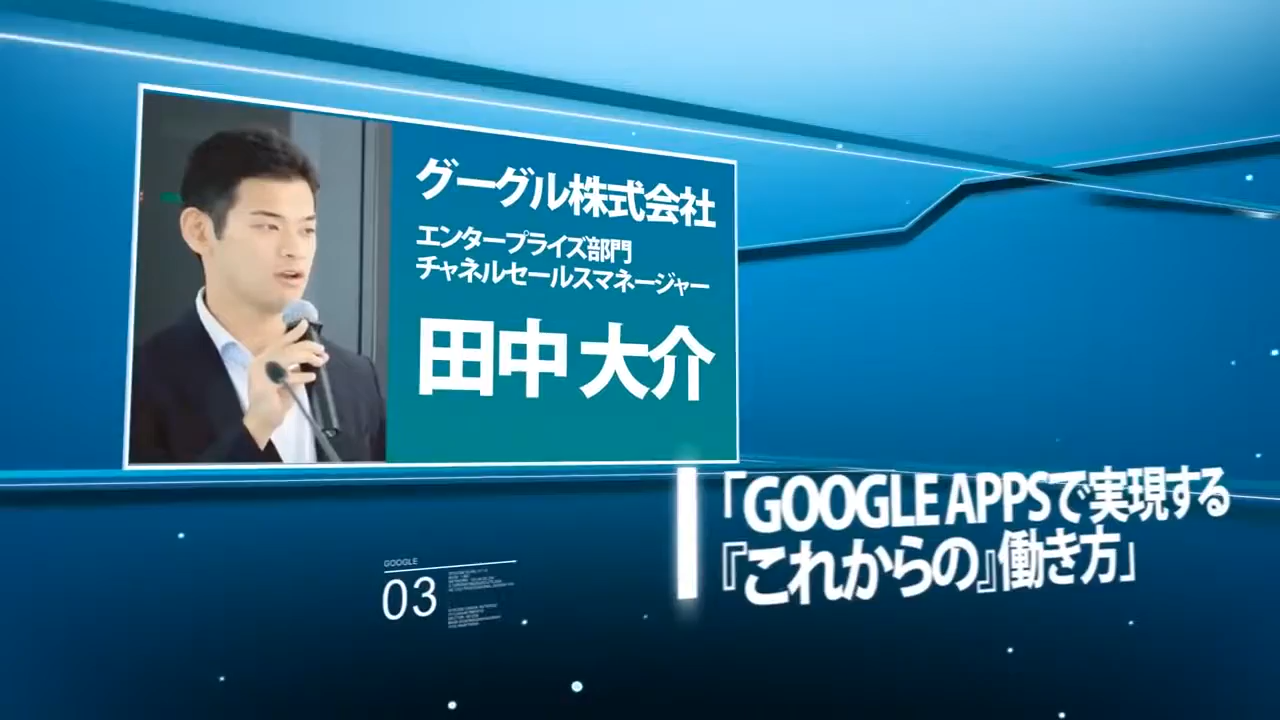 グーグル株式会社
エンタープライズ部門
チャネルセールスマネージャー
田中 大介
「GOOGLE APPSで実現する
『これからの』働き方」
GOOGLE
03